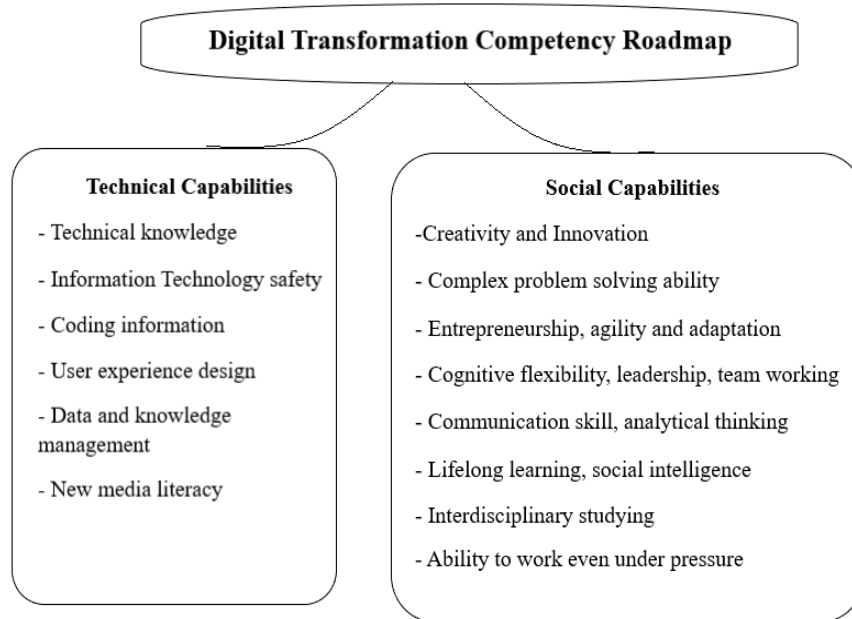 Digital Transformation Competency Roadmap
Technical Capabilities
- Technical knowledge
- Information Technology safety
- Coding information
- User experience design
- Data and knowledge
management
- New media literacy
Social Capabilities
-Creativity and Innovation
- Complex problem solving ability
- Entrepreneurship, agility and adaptation
- Cognitive flexibility, leadership, team working
- Communication skill, analytical thinking
- Lifelong learning, social intelligence
- Interdisciplinary studying
- Ability to work even under pressure